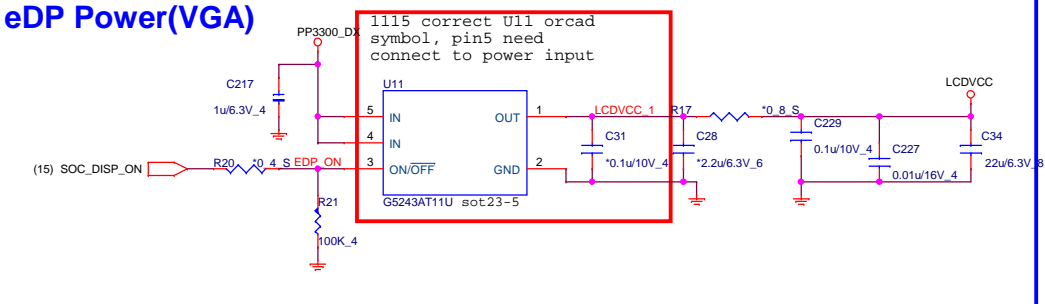 eDP Power(VGA)
PP3300_DX
1115 correct U11 orcad
symbol, pin5 need
connect to power input
C217
1u/6.3V_4
U11
5
IN
OUT
1
LCDVCC_1
R17
*0_8_S
LCDVCC
4
IN
C31
*0.1u/10V_4
C28
*2.2u/6.3V_6
C229
0.1u/10V_4
C227
0.01u/16V_4
C34
22u/6.3V_8
(15) SOC_DISP_ON
R20
*0_4_S
EDP_ON
3
ON/OFF
GND
2
G5243AT11U
sot23-5
R21
100K_4